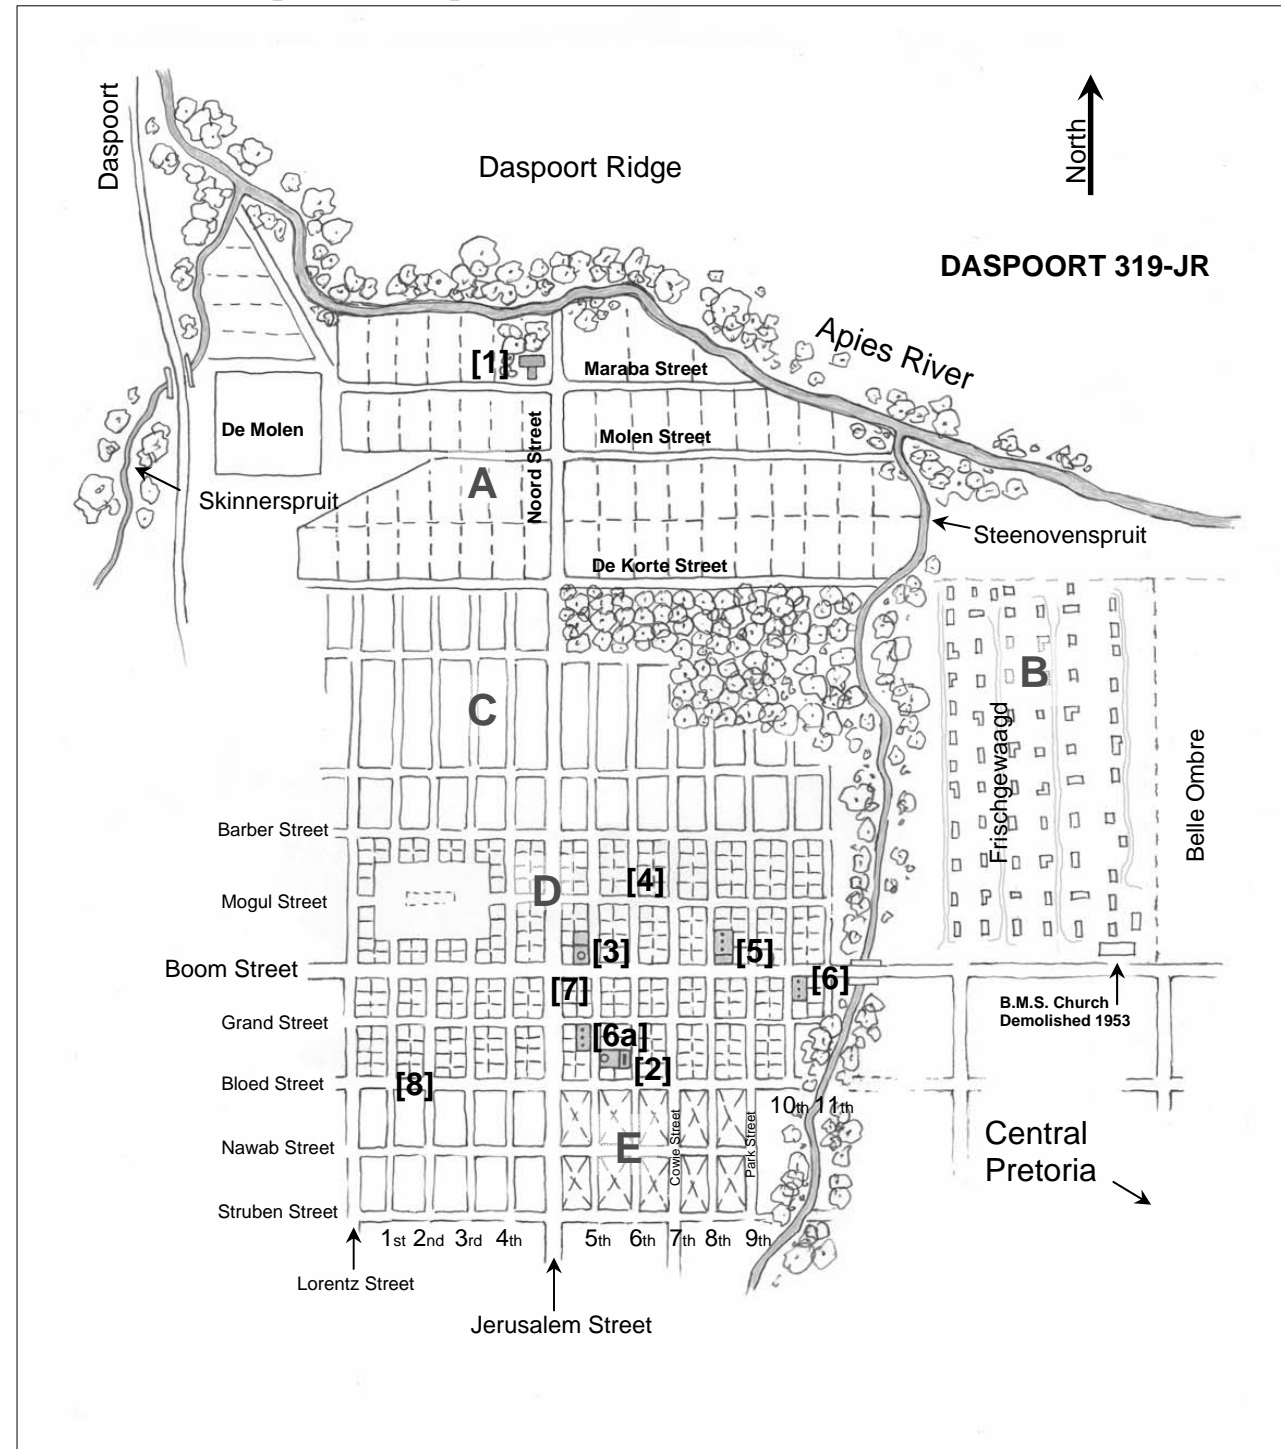 Daspoort
Daspoort Ridge
North
DASPOORT 319-JR
Apies River
[1]
Maraba Street
De Molen
Noord Street
Molen Street
A
Skinnerspruit
Steenovenspruit
De Korte Street
B
C
Frischgewaagd
Belle Ombre
Barber Street
[4]
D
Mogul Street
[3]
[5]
Boom Street
[6]
[7]
B.M.S. Church
Demolished 1953
Grand Street
[6a]
[2]
Bloed Street
[8]
10th 11th
Cowie Street
Park Street
Nawab Street
E
Central
Pretoria
Struben Street
1st 2nd 3rd 4th 5th 6th 7th 8th 9th
Lorentz Street
Jerusalem Street